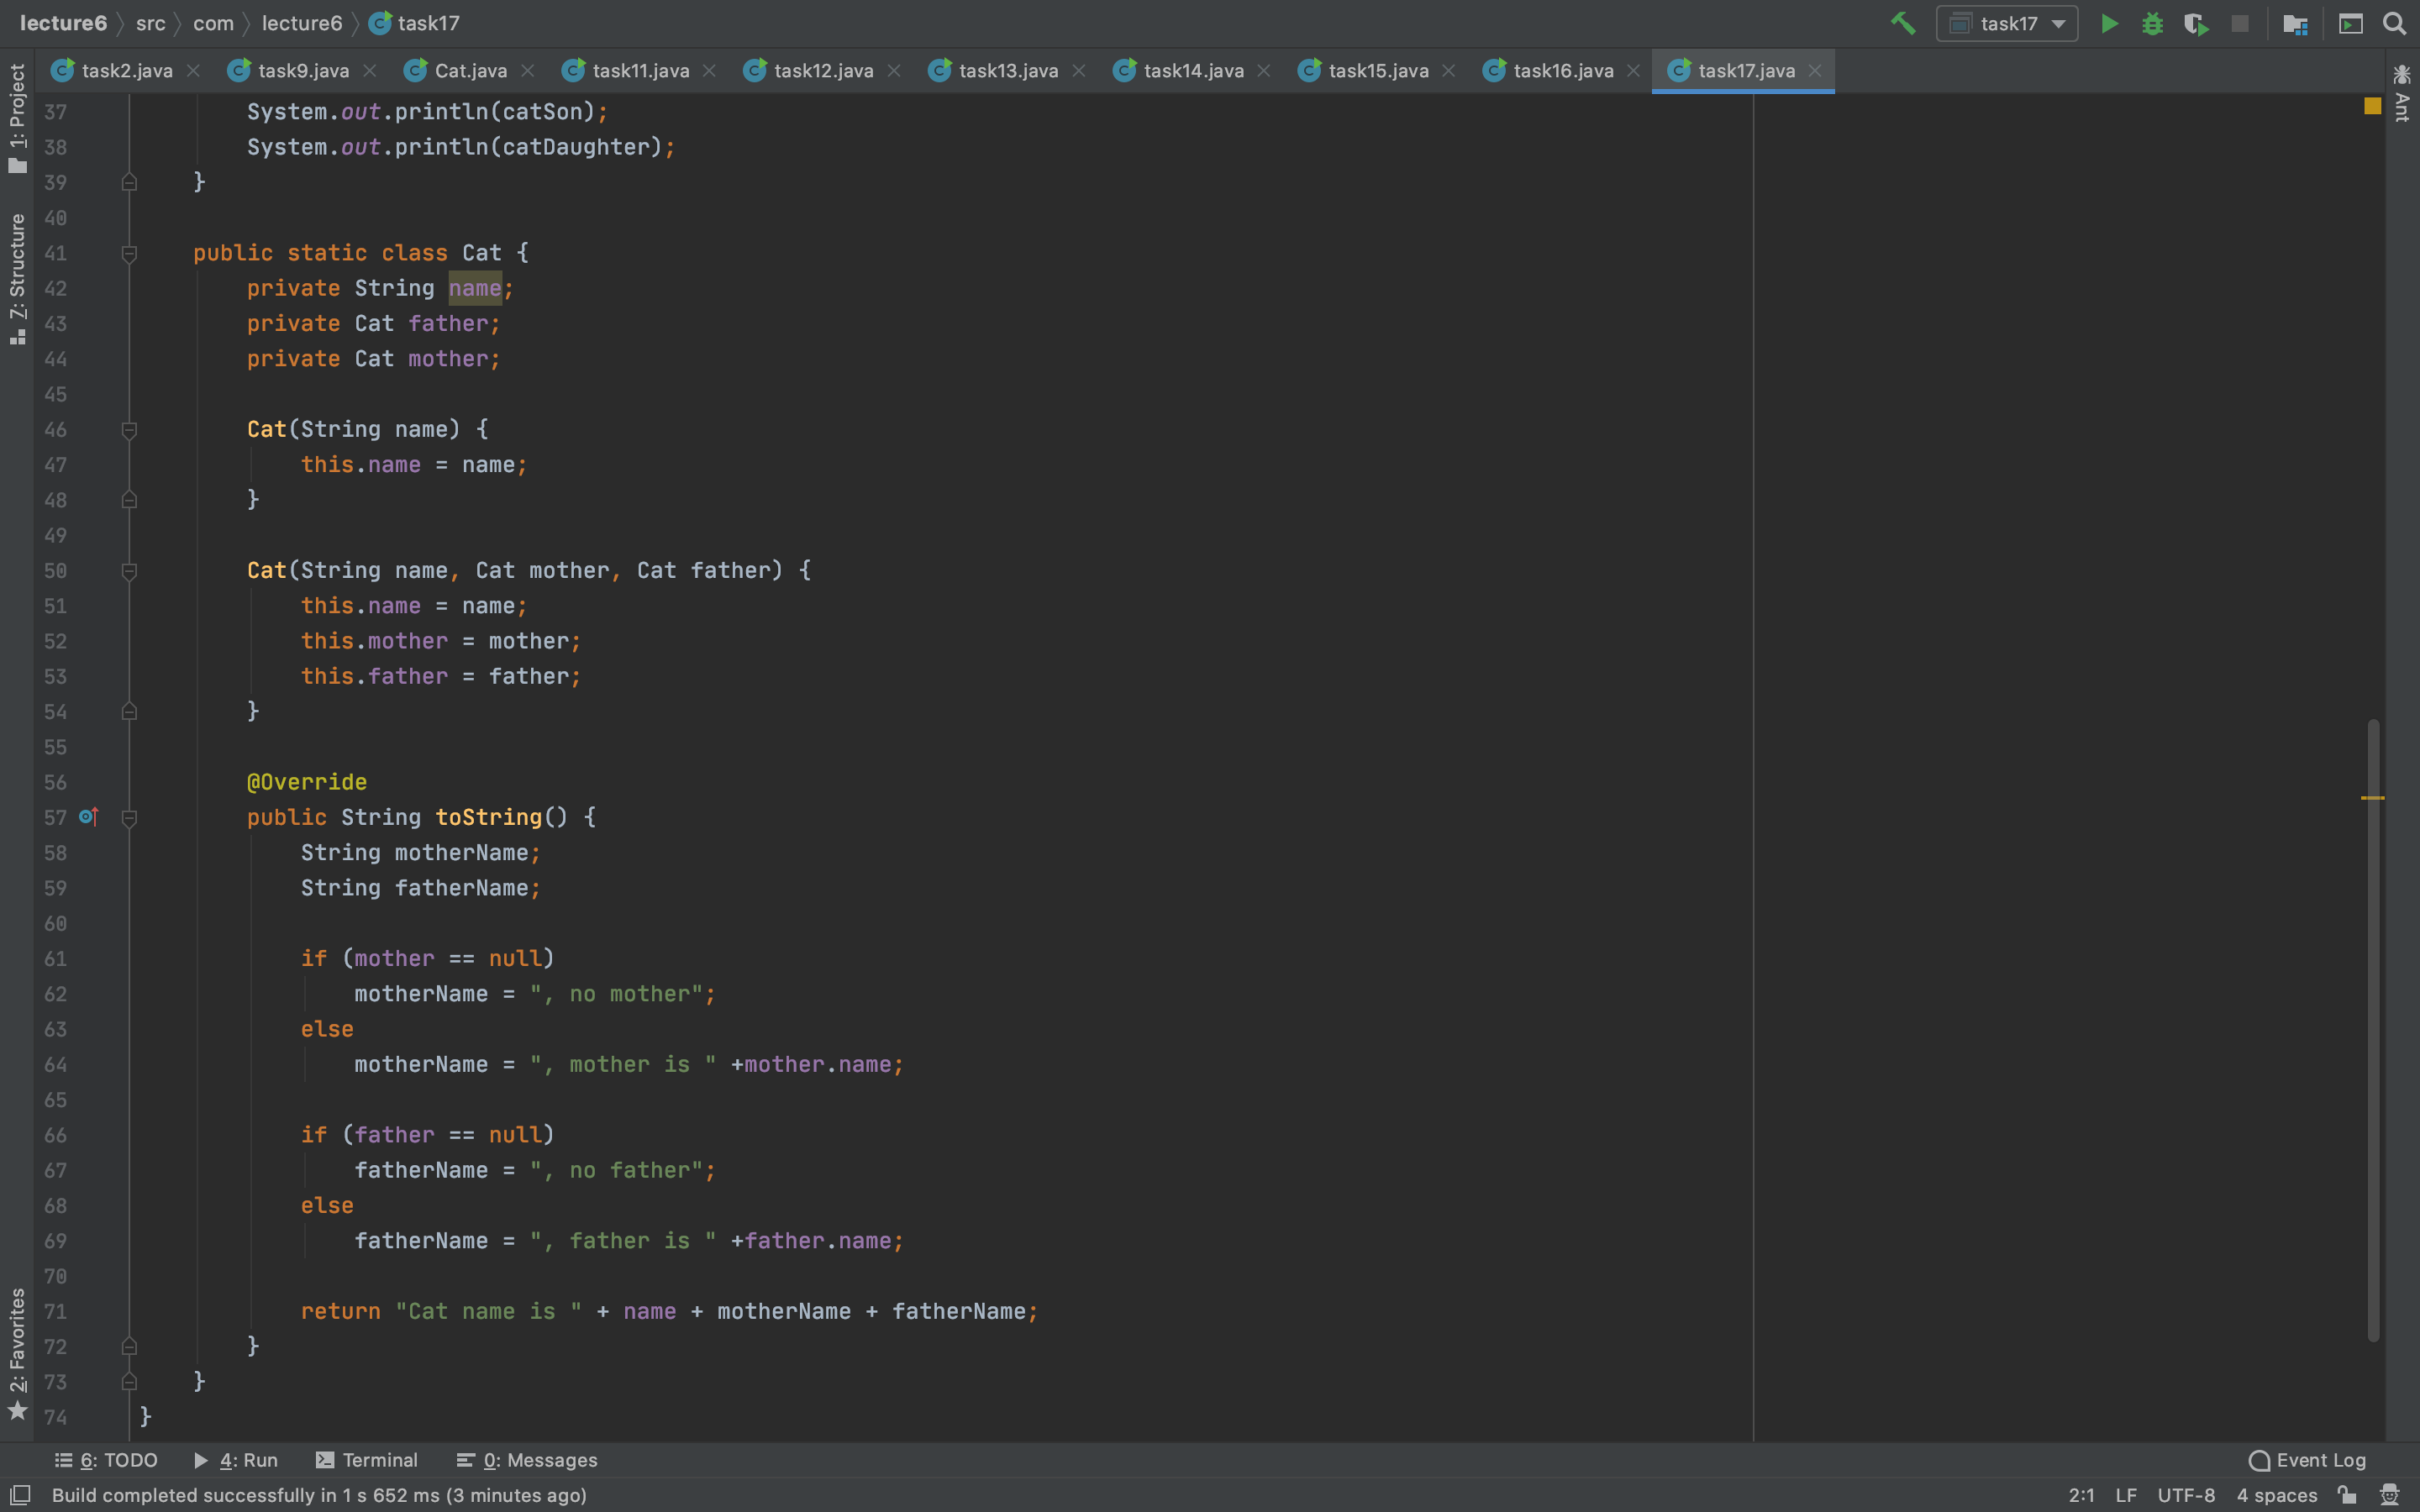 lecture6 src com lecture6 task17 task17
task2.java task9.java Cat.java task11.java task12.java task13.java task14.java task15.java task16.java task17.java
1: Project
Z: Structure
2: Favorites
Ant
37 System.out.println(catSon);
38 System.out.println(catDaughter);
39 }
40
41 public static class Cat {
42 private String name;
43 private Cat father;
44 private Cat mother;
45
46 Cat(String name) {
47 this.name = name;
48 }
49
50 Cat(String name, Cat mother, Cat father) {
51 this.name = name;
52 this.mother = mother;
53 this.father = father;
54 }
55
56 @Override
57 public String toString() {
58 String motherName;
59 String fatherName;
60
61 if (mother == null)
62 motherName = ", no mother";
63 else
64 motherName = ", mother is " +mother.name;
65
66 if (father == null)
67 fatherName = ", no father";
68 else
69 fatherName = ", father is " +father.name;
70
71 return "Cat name is " + name + motherName + fatherName;
72 }
73 }
74 }
6: TODO 4: Run Terminal 0: Messages Event Log
Build completed successfully in 1 s 652 ms (3 minutes ago) 2:1 LF UTF-8 4 spaces